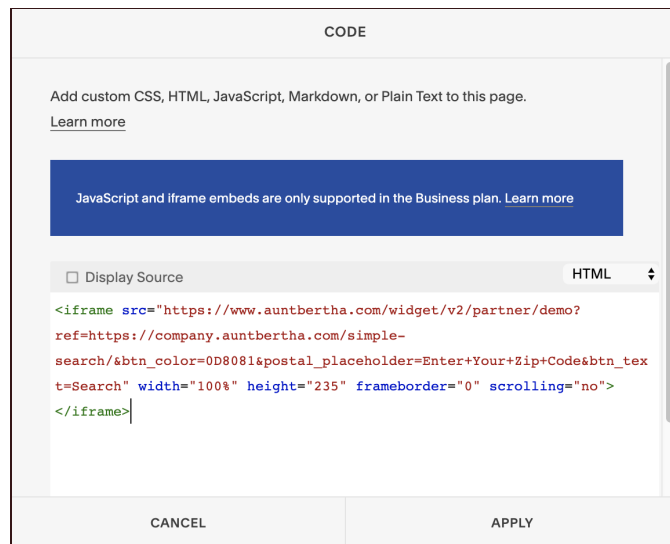 CODE
Add custom CSS, HTML, JavaScript, Markdown, or Plain Text to this page.
Learn more
JavaScript and iframe embeds are only supported in the Business plan. Learn more
Display Source
HTML
<iframe src="https://www.auntbertha.com/widget/v2/partner/demo?
ref=https://company.auntbertha.com/simple-
search/&btn_color=0D8081&postal_placeholder=Enter+Your+Zip+Code&btn_tex
t=Search" width="100%" height="235" frameborder="0" scrolling="no">
</iframe>
CANCEL
APPLY